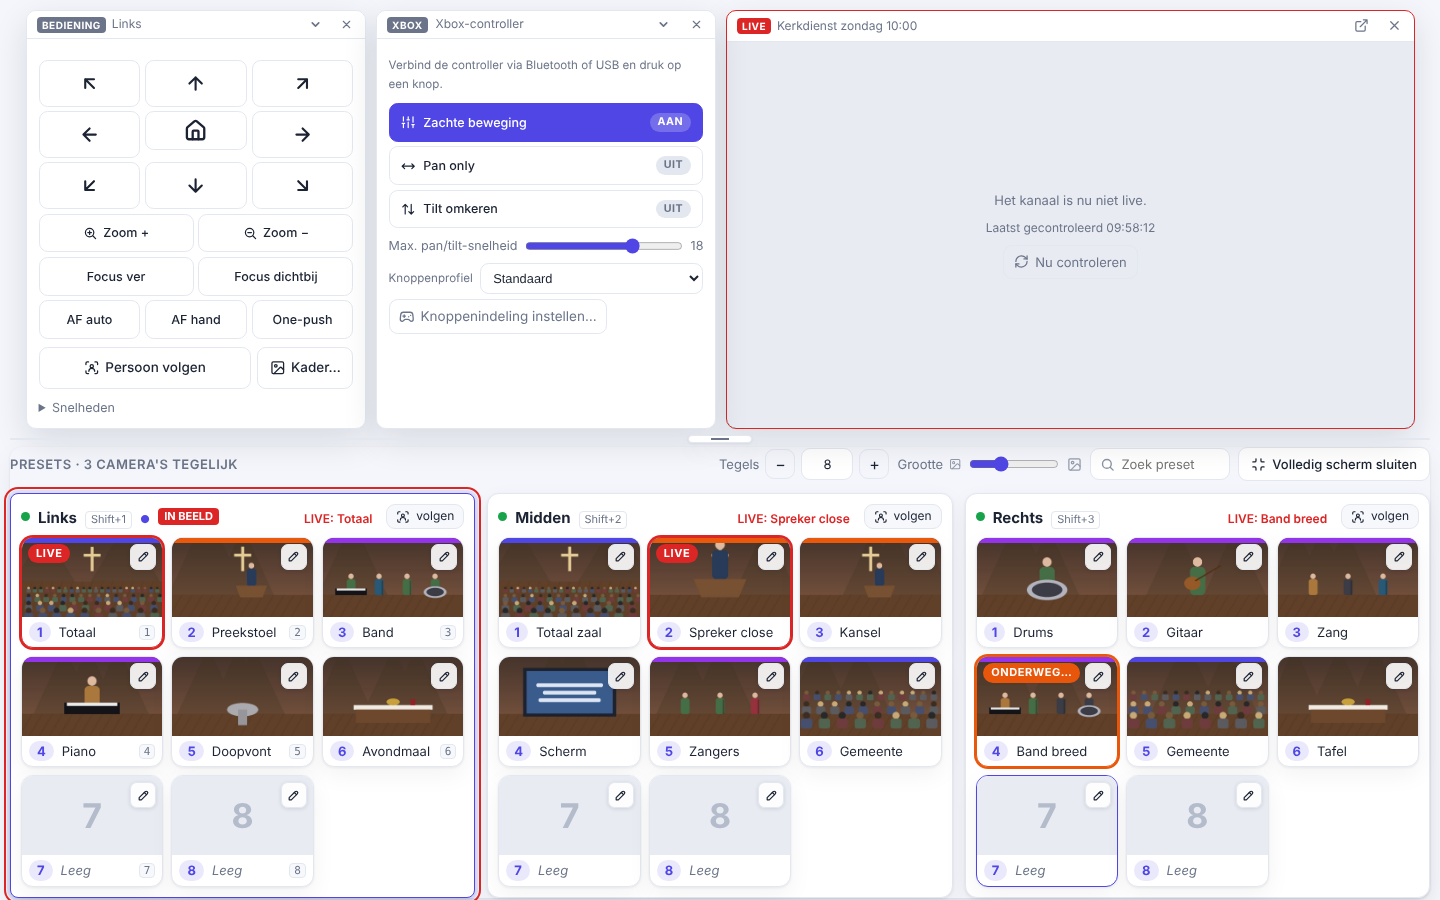 BEDIENING Links
Zoom +
Zoom −
Focus ver
Focus dichtbij
AF auto
AF hand
One-push
Persoon volgen
Kader...
Snelheden
XBOX Xbox-controller
Verbind de controller via Bluetooth of USB en druk op
een knop.
Zachte beweging AAN
Pan only UIT
Tilt omkeren UIT
Max. pan/tilt-snelheid 18
Knoppenprofiel Standaard
Knoppenindeling instellen...
LIVE Kerkdienst zondag 10:00
Het kanaal is nu niet live.
Laatst gecontroleerd 09:58:12
Nu controleren
PRESETS · 3 CAMERA'S TEGELIJK
Tegels − 8 +
Grootte
Zoek preset
Volledig scherm sluiten
Links Shift+1 IN BEELD LIVE: Totaal volgen
LIVE
1 Totaal 1
2 Preekstoel 2
3 Band 3
4 Piano 4
5 Doopvont 5
6 Avondmaal 6
7
8
7 Leeg 7
8 Leeg 8
Midden Shift+2 LIVE: Spreker close volgen
LIVE
1 Totaal zaal
2 Spreker close
3 Kansel
4 Scherm
5 Zangers
6 Gemeente
7
8
7 Leeg
8 Leeg
Rechts Shift+3 LIVE: Band breed volgen
1 Drums
2 Gitaar
3 Zang
ONDERWEG...
4 Band breed
5 Gemeente
6 Tafel
7
8
7 Leeg
8 Leeg